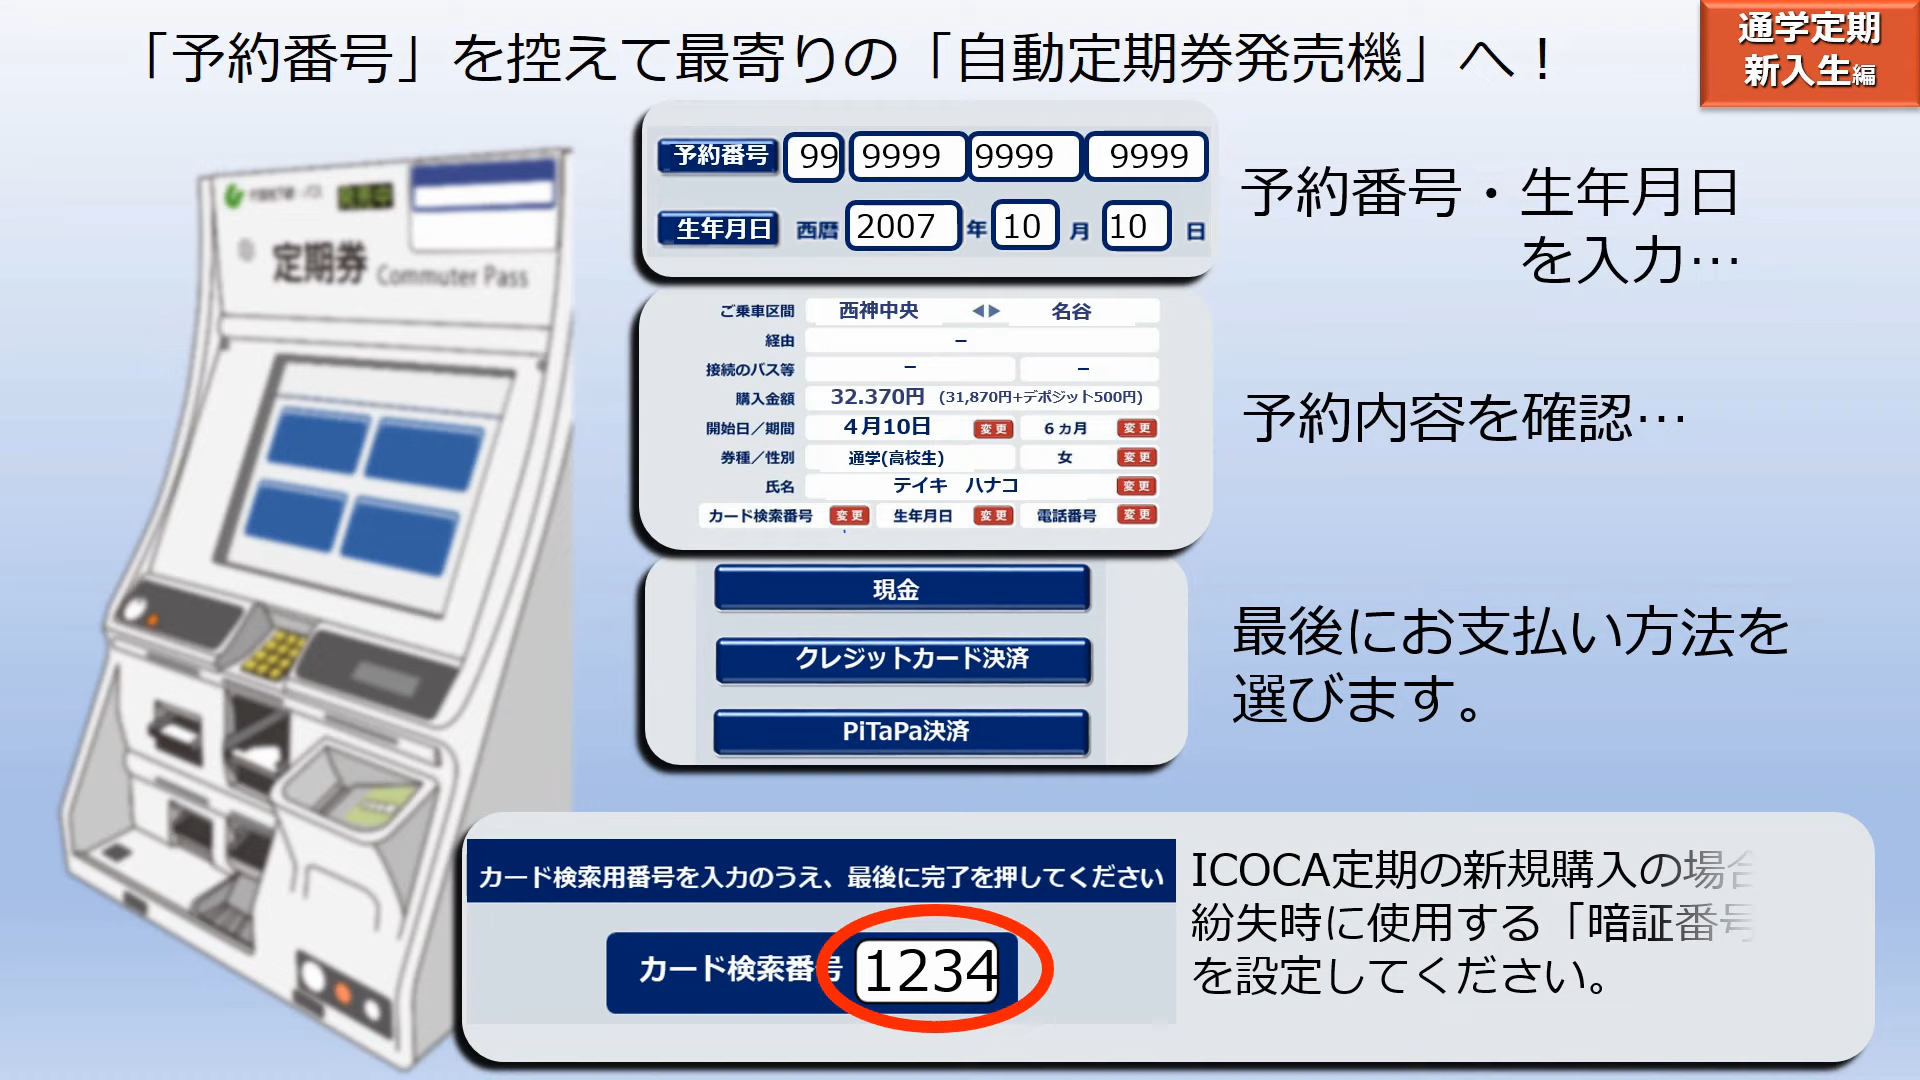 「予約番号」を控えて最寄りの「自動定期券発売機」へ！
通学定期
新入生編
定期券 Commuter Pass
予約番号 99 9999 9999 9999
生年月日 西暦 2007 年 10 月 10 日
予約番号・生年月日
を入力…
ご乗車区間 西神中央 ◀▶ 名谷
経由 －
接続のバス等 － －
購入金額 32.370円 (31,870円+デポジット500円)
開始日／期間 ４月10日 変更 6 ヵ月 変更
券種／性別 通学(高校生) 女 変更
氏名 テイキ　ハナコ 変更
カード検索番号 変更 生年月日 変更 電話番号 変更
予約内容を確認…
現金
クレジットカード決済
PiTaPa決済
最後にお支払い方法を
選びます。
カード検索用番号を入力のうえ、最後に完了を押してください
カード検索番号 1234
ICOCA定期の新規購入の場合
紛失時に使用する「暗証番号
を設定してください。